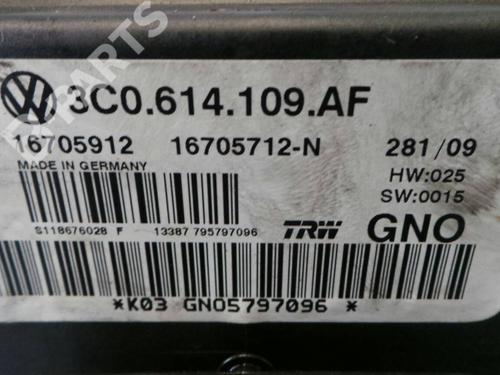 3C0.614.109.AF
16705912 16705712-N 281/09
MADE IN GERMANY HW:025
SW:0015
S118676028 F 13387 795797096 TRW GNO
*K03 GNO5797096 *